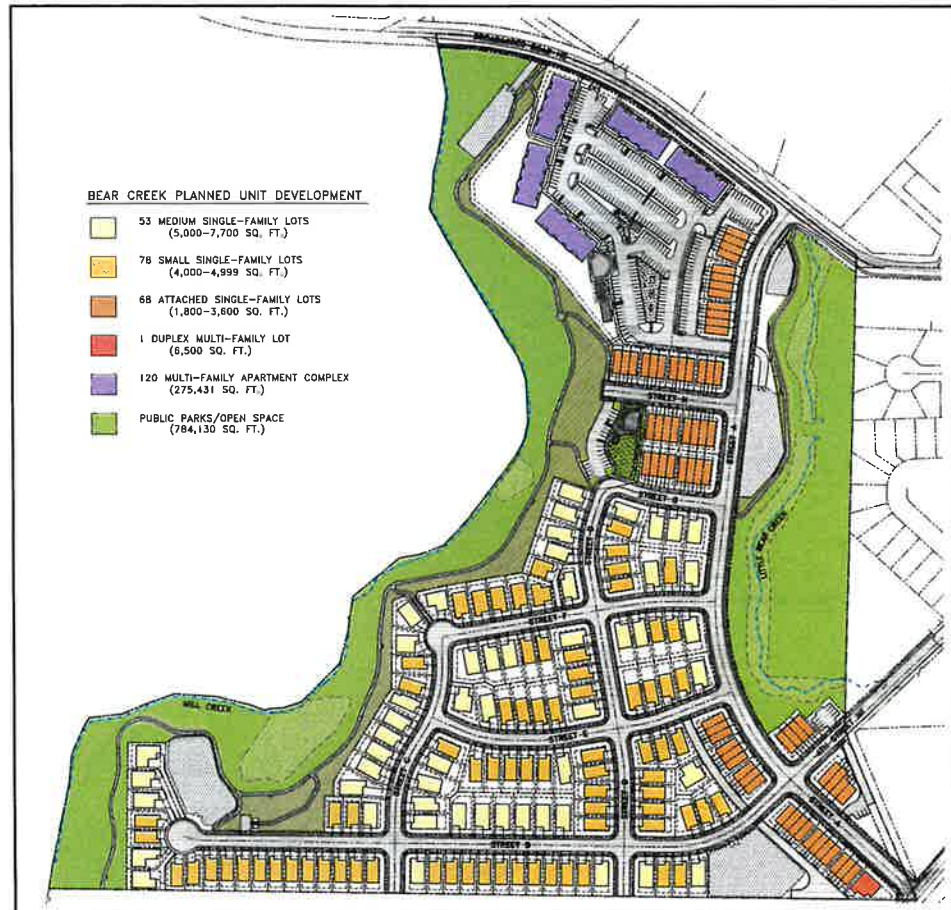 BEAR CREEK PLANNED UNIT DEVELOPMENT
53 MEDIUM SINGLE-FAMILY LOTS
(5,000-7,700 SQ. FT.)
78 SMALL SINGLE-FAMILY LOTS
(4,000-4,999 SQ. FT.)
68 ATTACHED SINGLE-FAMILY LOTS
(1,800-3,600 SQ. FT.)
1 DUPLEX MULTI-FAMILY LOT
(6,500 SQ. FT.)
120 MULTI-FAMILY APARTMENT COMPLEX
(275,431 SQ. FT.)
PUBLIC PARKS/OPEN SPACE
(784,130 SQ. FT.)
STREET
STREET
STREET-F
LITTLE BEAR CREEK
MILL CREEK
STREET
STREET-D